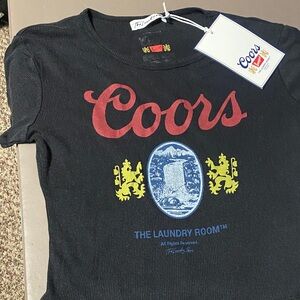 Coors
Coors
THE LAUNDRY ROOM™
All Rights Reserved.